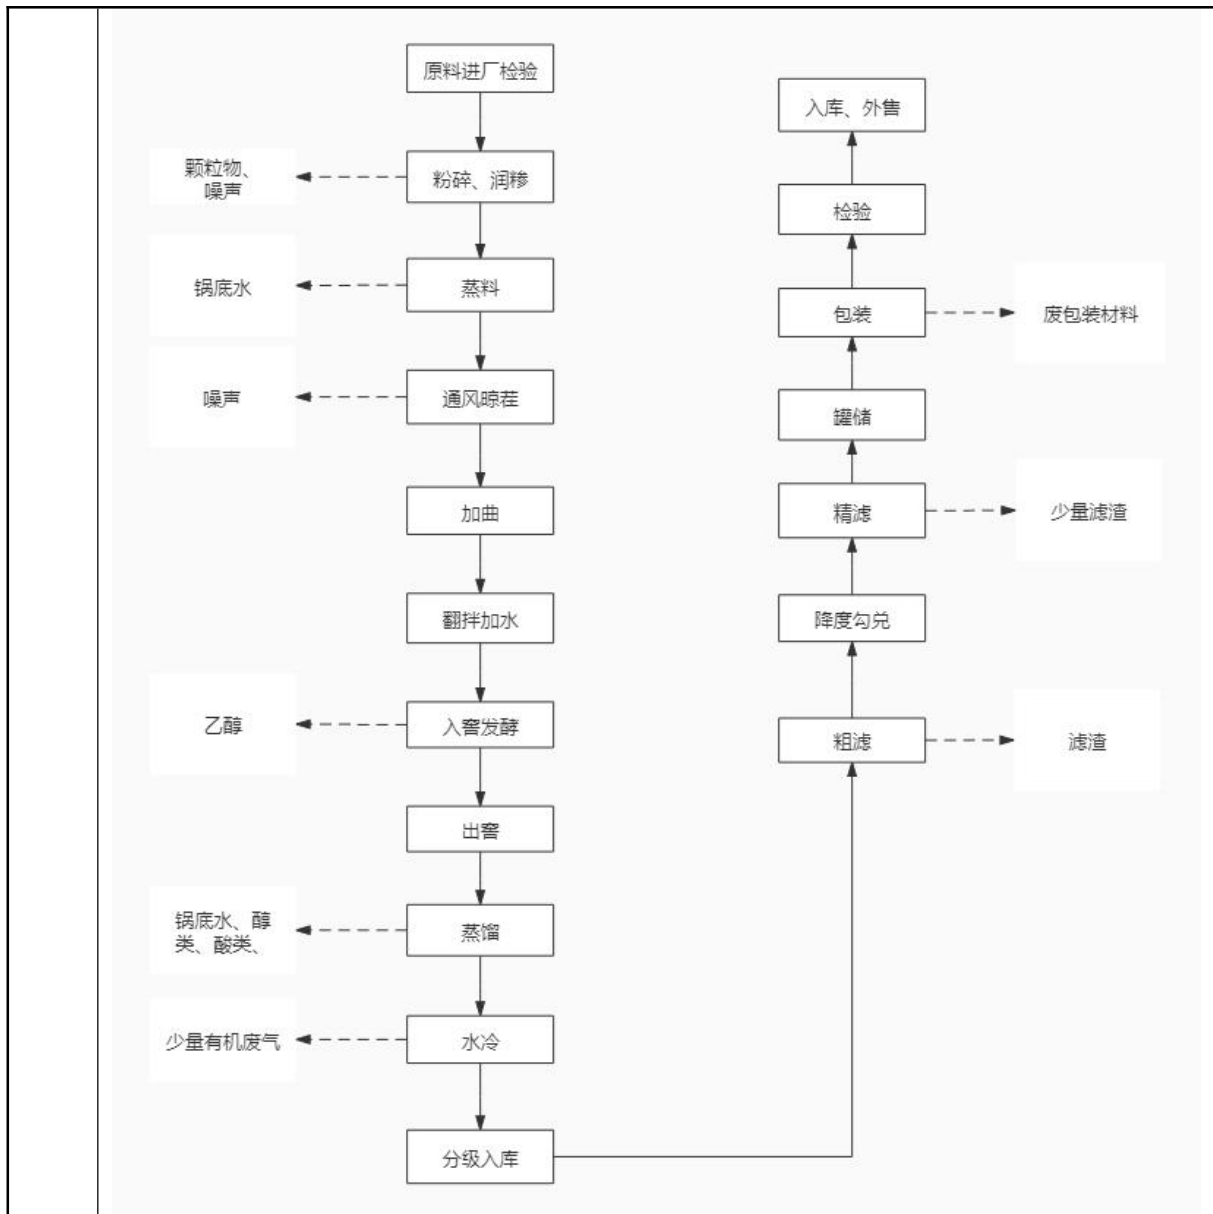 原料进厂检验
颗粒物、
噪声
粉碎、润糁
锅底水
蒸料
噪声
通风晾茬
加曲
翻拌加水
乙醇
入窖发酵
出窖
锅底水、醇
类、酸类、
蒸馏
少量有机废气
水冷
分级入库
入库、外售
检验
包装
废包装材料
罐储
精滤
少量滤渣
降度勾兑
粗滤
滤渣